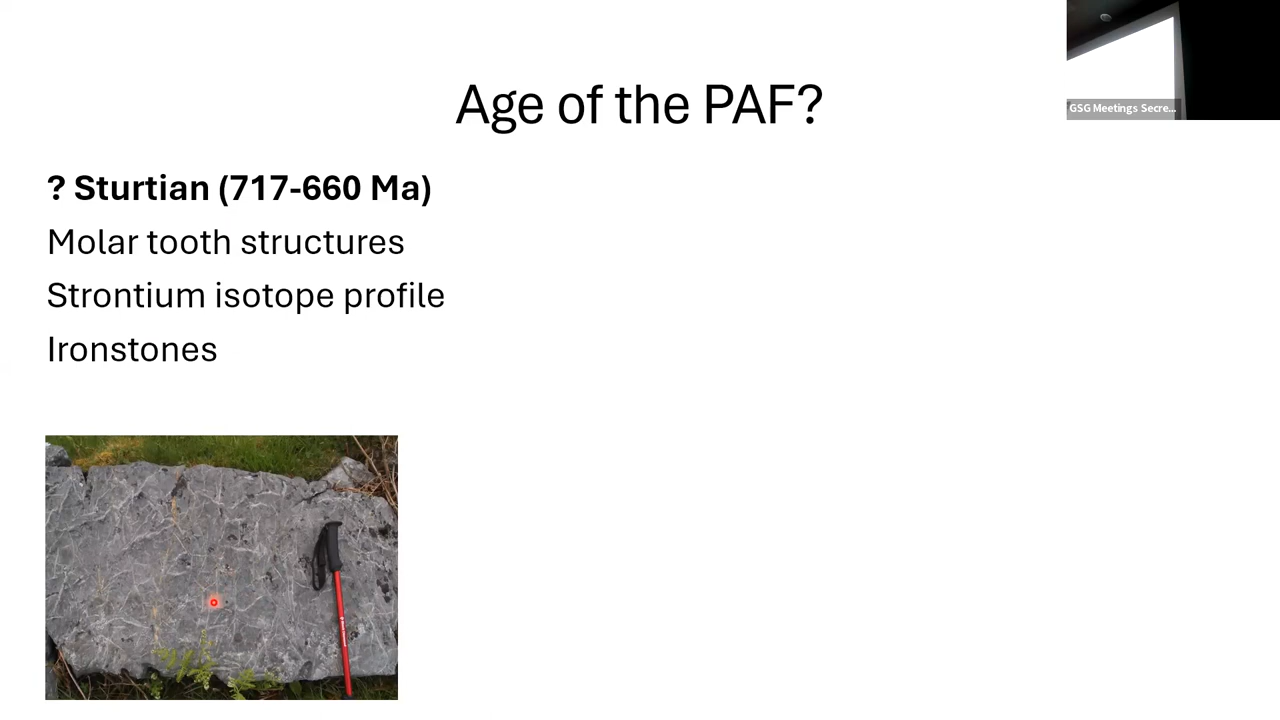 GSG Meetings Secre...
Age of the PAF?
? Sturtian (717-660 Ma)
Molar tooth structures
Strontium isotope profile
Ironstones